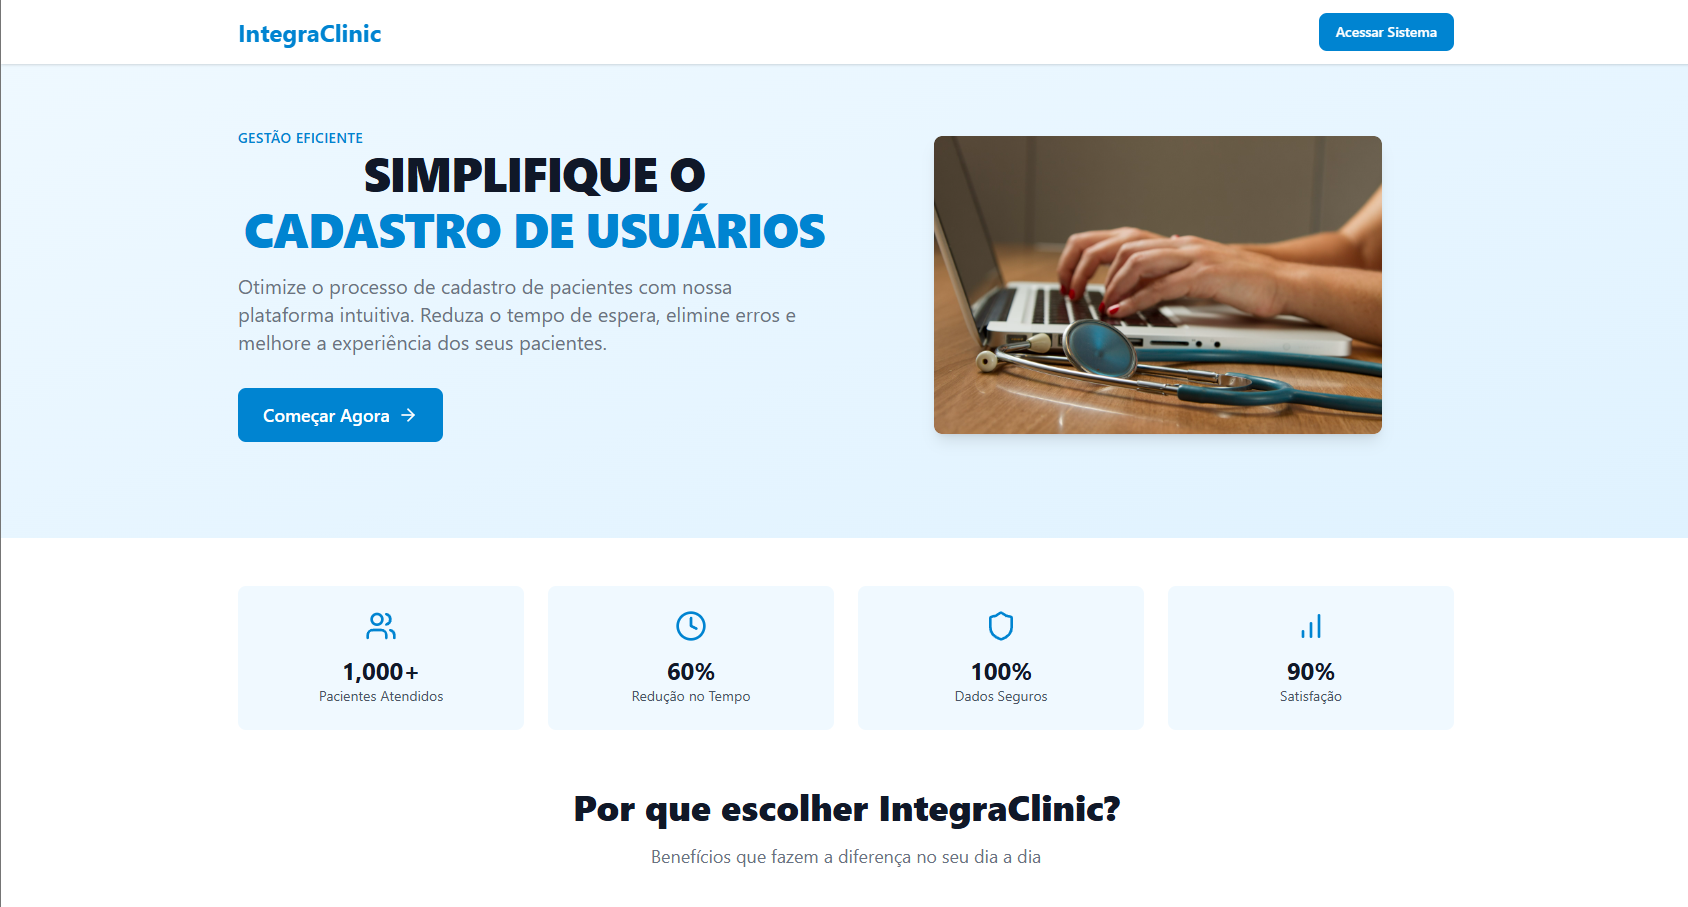 IntegraClinic
Acessar Sistema
GESTÃO EFICIENTE
SIMPLIFIQUE O
CADASTRO DE USUÁRIOS
Otimize o processo de cadastro de pacientes com nossa
plataforma intuitiva. Reduza o tempo de espera, elimine erros e
melhore a experiência dos seus pacientes.
Começar Agora →
1,000+
Pacientes Atendidos
60%
Redução no Tempo
100%
Dados Seguros
90%
Satisfação
Por que escolher IntegraClinic?
Benefícios que fazem a diferença no seu dia a dia